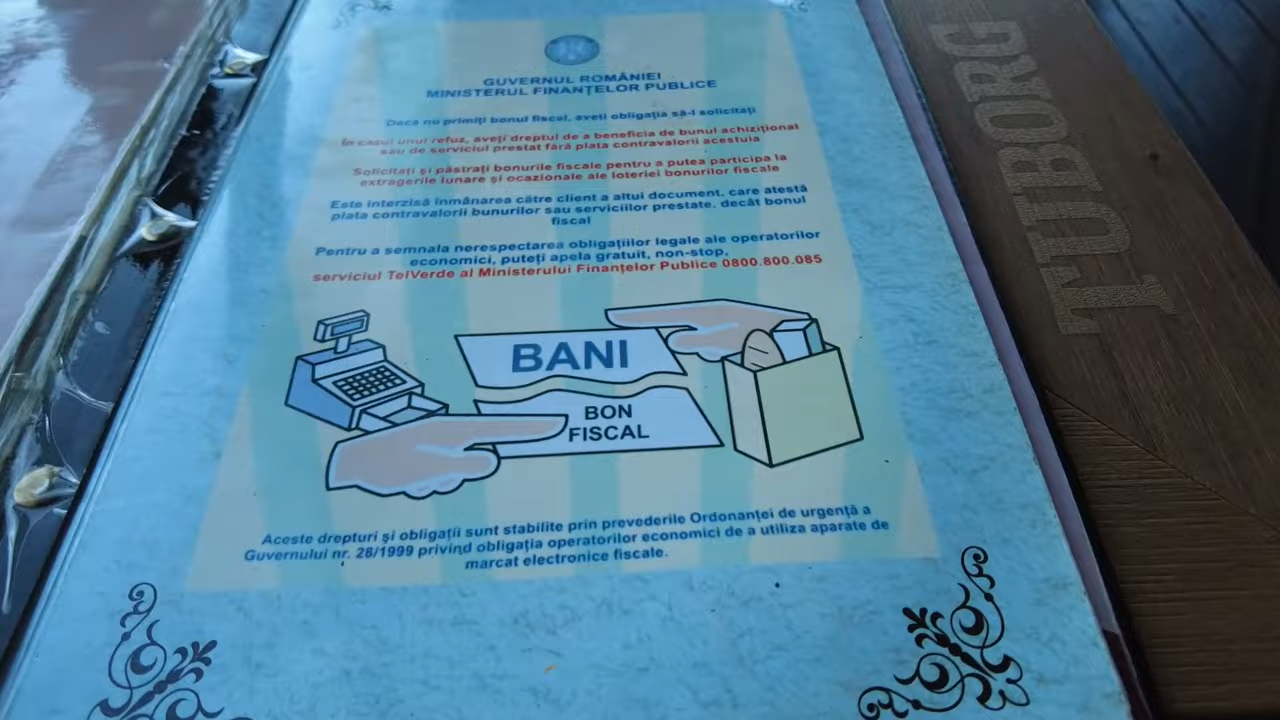 GUVERNUL ROMÂNIEI
MINISTERUL FINANȚELOR PUBLICE
Daca nu primiți bonul fiscal, aveți obligația să-l solicitați
În cazul unui refuz, aveți dreptul de a beneficia de bunul achiziționat
sau de serviciul prestat fără plata contravalorii acestuia
Solicitați și păstrați bonurile fiscale pentru a putea participa la
extragerile lunare și ocazionale ale loteriei bonurilor fiscale
Este interzisă înmânarea către client a altui document, care atestă
plata contravalorii bunurilor sau serviciilor prestate, decât bonul
fiscal
Pentru a semnala nerespectarea obligațiilor legale ale operatorilor
economici, puteți apela gratuit, non-stop,
serviciul TelVerde al Ministerului Finanțelor Publice 0800.800.085
BANI
BON
FISCAL
Aceste drepturi și obligații sunt stabilite prin prevederile Ordonanței de urgență a
Guvernului nr. 28/1999 privind obligația operatorilor economici de a utiliza aparate de
marcat electronice fiscale.
TUBORG